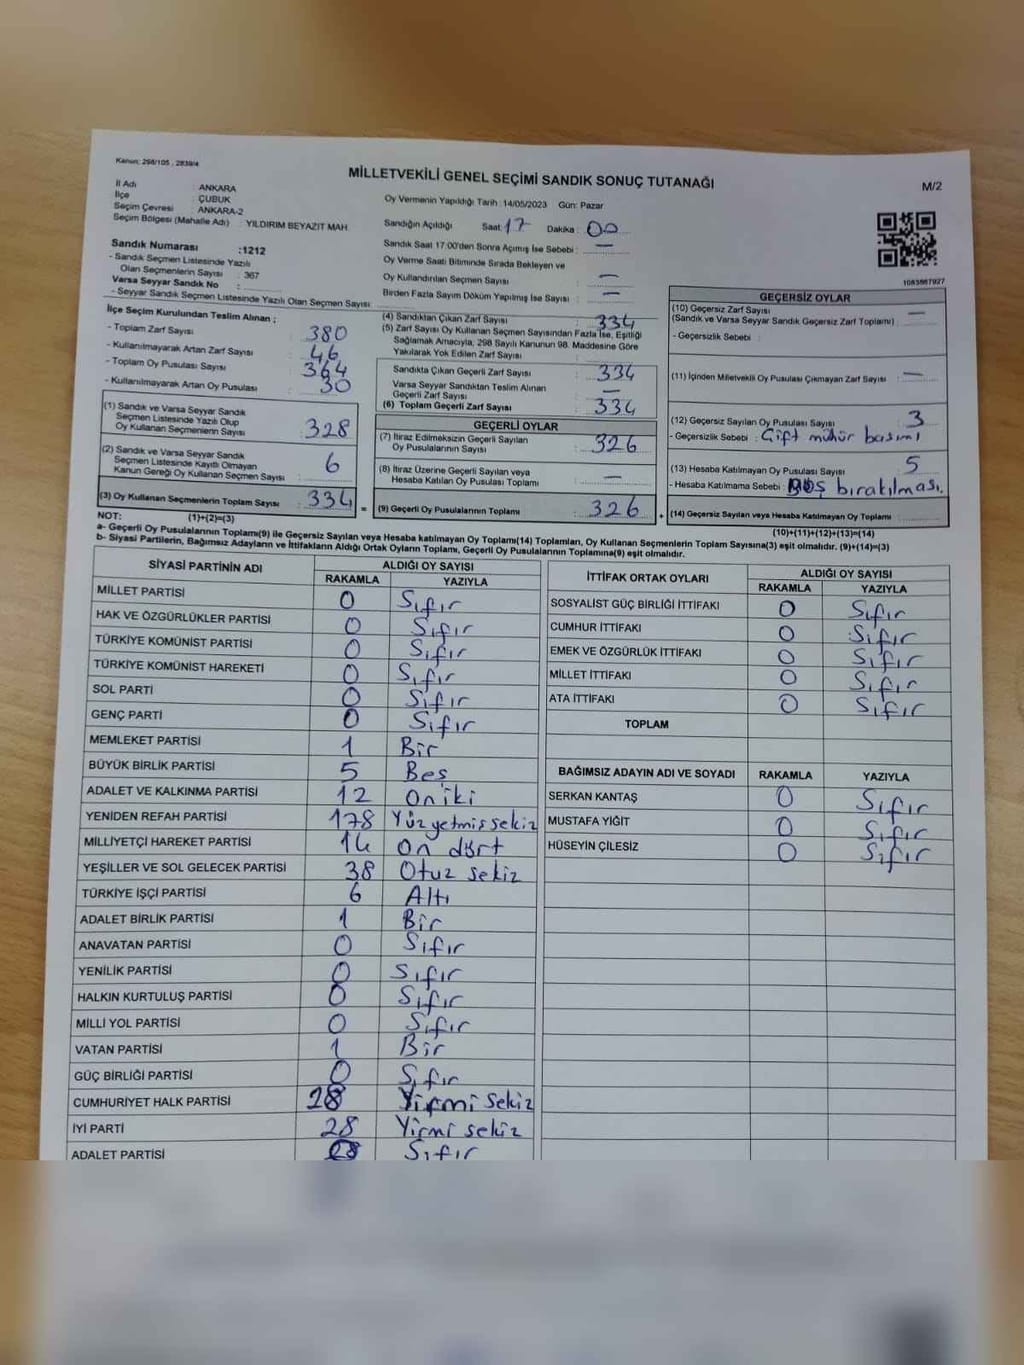 Kanun: 298/105 , 2839/4
MİLLETVEKİLİ GENEL SEÇİMİ SANDIK SONUÇ TUTANAĞI
M/2
İl Adı : ANKARA
İlçe : ÇUBUK
Seçim Çevresi : ANKARA-2
Seçim Bölgesi (Mahalle Adı) : YILDIRIM BEYAZIT MAH.
Oy Vermenin Yapıldığı Tarih : 14/05/2023 Gün: Pazar
Sandığın Açıldığı Saat: 17 Dakika : 00
Sandık Saat 17:00'den Sonra Açımış İse Sebebi : —
Oy Verme Saati Bitiminde Sırada Bekleyen ve
Oy Kullandırılan Seçmen Sayısı : —
Birden Fazla Sayım Döküm Yapılmış İse Sayısı : —
1083867927
Sandık Numarası :1212
- Sandık Seçmen Listesinde Yazılı
Olan Seçmenlerin Sayısı : 367
Varsa Seyyar Sandık No :
- Seyyar Sandık Seçmen Listesinde Yazılı Olan Seçmen Sayısı :
İlçe Seçim Kurulundan Teslim Alınan ;
- Toplam Zarf Sayısı : 380
- Kullanılmayarak Artan Zarf Sayısı : 46
- Toplam Oy Pusulası Sayısı : 364
- Kullanılmayarak Artan Oy Pusulası : 30
(1) Sandık ve Varsa Seyyar Sandık
Seçmen Listesinde Yazılı Olup
Oy Kullanan Seçmenlerin Sayısı : 328
(2) Sandık ve Varsa Seyyar Sandık
Seçmen Listesinde Kayıtlı Olmayan
Kanun Gereği Oy Kullanan Seçmen Sayısı : 6
(3) Oy Kullanan Seçmenlerin Toplam Sayısı : 334
(1)+(2)=(3)
(4) Sandıktan Çıkan Zarf Sayısı : 334
(5) Zarf Sayısı Oy Kullanan Seçmen Sayısından Fazla İse, Eşitliği
Sağlamak Amacıyla, 298 Sayılı Kanunun 98. Maddesine Göre
Yakılarak Yok Edilen Zarf Sayısı :
Sandıkta Çıkan Geçerli Zarf Sayısı : 334
Varsa Seyyar Sandıktan Teslim Alınan
Geçerli Zarf Sayısı : —
(6) Toplam Geçerli Zarf Sayısı : 334
=
GEÇERLİ OYLAR
(7) İtiraz Edilmeksizin Geçerli Sayılan
Oy Pusulalarının Sayısı : 326
(8) İtiraz Üzerine Geçerli Sayılan veya
Hesaba Katılan Oy Pusulası Toplamı : —
(9) Geçerli Oy Pusulalarının Toplamı : 326
+
GEÇERSİZ OYLAR
(10) Geçersiz Zarf Sayısı
(Sandık ve Varsa Seyyar Sandık Geçersiz Zarf Toplamı) : —
- Geçersizlik Sebebi :
(11) İçinden Milletvekili Oy Pusulası Çıkmayan Zarf Sayısı : —
(12) Geçersiz Sayılan Oy Pusulası Sayısı : 3
- Geçersizlik Sebebi : Çift mühür basımı
(13) Hesaba Katılmayan Oy Pusulası Sayısı : 5
- Hesaba Katılmama Sebebi : Boş bırakılması.
(14) Geçersiz Sayılan veya Hesaba Katılmayan Oy Toplamı :
(10)+(11)+(12)+(13)=(14)
NOT:
a- Geçerli Oy Pusulalarının Toplamı(9) ile Geçersiz Sayılan veya Hesaba katılmayan Oy Toplamı(14) Toplamları, Oy Kullanan Seçmenlerin Toplam Sayısına(3) eşit olmalıdır. (9)+(14)=(3)
b- Siyasi Partilerin, Bağımsız Adayların ve İttifakların Aldığı Ortak Oyların Toplamı, Geçerli Oy Pusulalarının Toplamına(9) eşit olmalıdır.
SİYASİ PARTİNİN ADI ALDIĞI OY SAYISI
RAKAMLA YAZIYLA
MİLLET PARTİSİ 0 Sıfır
HAK VE ÖZGÜRLÜKLER PARTİSİ 0 Sıfır
TÜRKİYE KOMÜNİST PARTİSİ 0 Sıfır
TÜRKİYE KOMÜNİST HAREKETİ 0 Sıfır
SOL PARTİ 0 Sıfır
GENÇ PARTİ 0 Sıfır
MEMLEKET PARTİSİ 1 Bir
BÜYÜK BİRLİK PARTİSİ 5 Bes
ADALET VE KALKINMA PARTİSİ 12 on iki
YENİDEN REFAH PARTİSİ 178 Yüzyetmişsekiz
MİLLİYETÇİ HAREKET PARTİSİ 14 on dört
YEŞİLLER VE SOL GELECEK PARTİSİ 38 Otuz sekiz
TÜRKİYE İŞÇİ PARTİSİ 6 Altı
ADALET BİRLİK PARTİSİ 1 Bir
ANAVATAN PARTİSİ 0 Sıfır
YENİLİK PARTİSİ 0 Sıfır
HALKIN KURTULUŞ PARTİSİ 0 Sıfır
MİLLİ YOL PARTİSİ 0 Sıfır
VATAN PARTİSİ 1 Bir
GÜÇ BİRLİĞİ PARTİSİ 0 Sıfır
CUMHURİYET HALK PARTİSİ 28 Yirmi sekiz
İYİ PARTİ 28 Yirmi sekiz
ADALET PARTİSİ Sıfır
İTTİFAK ORTAK OYLARI ALDIĞI OY SAYISI
RAKAMLA YAZIYLA
SOSYALİST GÜÇ BİRLİĞİ İTTİFAKI 0 Sıfır
CUMHUR İTTİFAKI 0 Sıfır
EMEK VE ÖZGÜRLÜK İTTİFAKI 0 Sıfır
MİLLET İTTİFAKI 0 Sıfır
ATA İTTİFAKI 0 Sıfır
TOPLAM
BAĞIMSIZ ADAYIN ADI VE SOYADI RAKAMLA YAZIYLA
SERKAN KANTAŞ 0 Sıfır
MUSTAFA YİĞİT 0 Sıfır
HÜSEYİN ÇİLESİZ 0 Sıfır